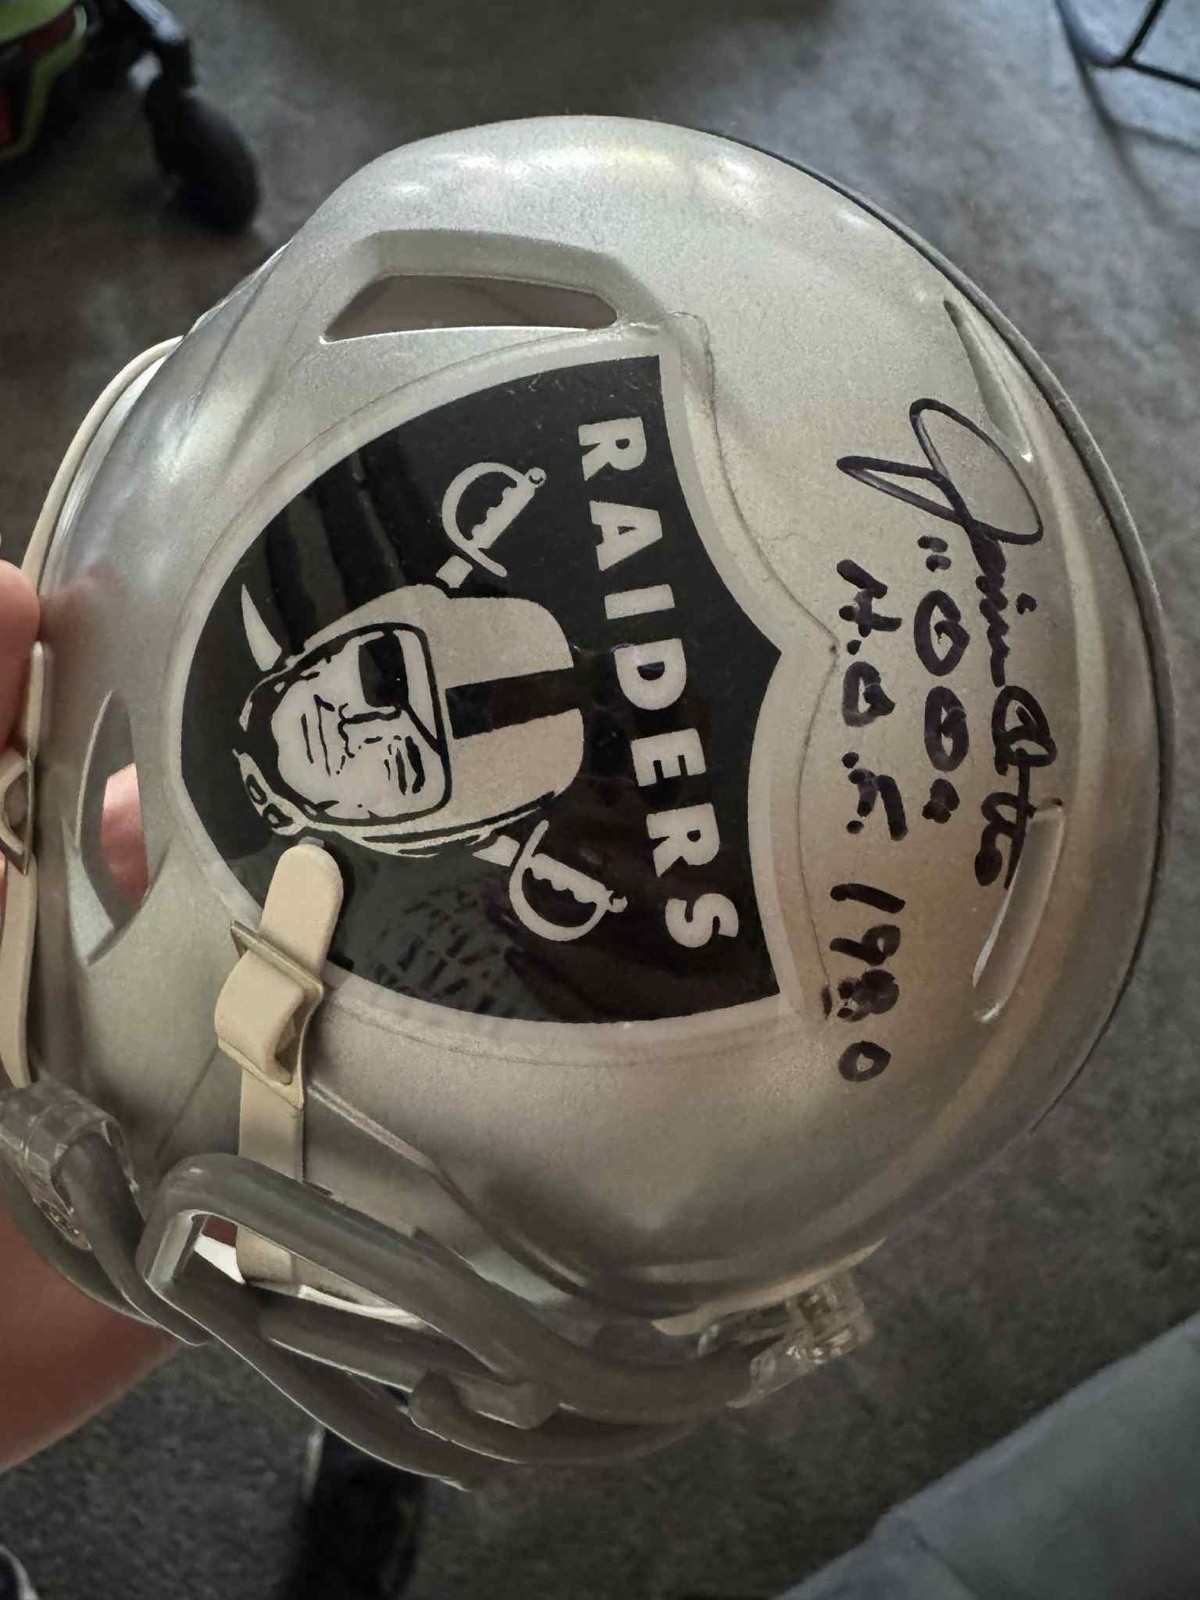 Jim Otto
"00"
H.O.F. 1980
RAIDERS